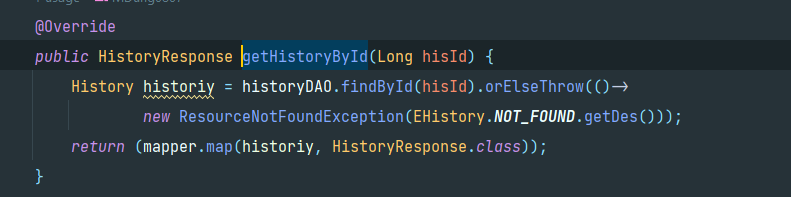 @Override
public HistoryResponse getHistoryById(Long hisId) {
History historiy = historyDAO.findById(hisId).orElseThrow(()->
new ResourceNotFoundException(EHistory.NOT_FOUND.getDes()));
return (mapper.map(historiy, HistoryResponse.class));
}